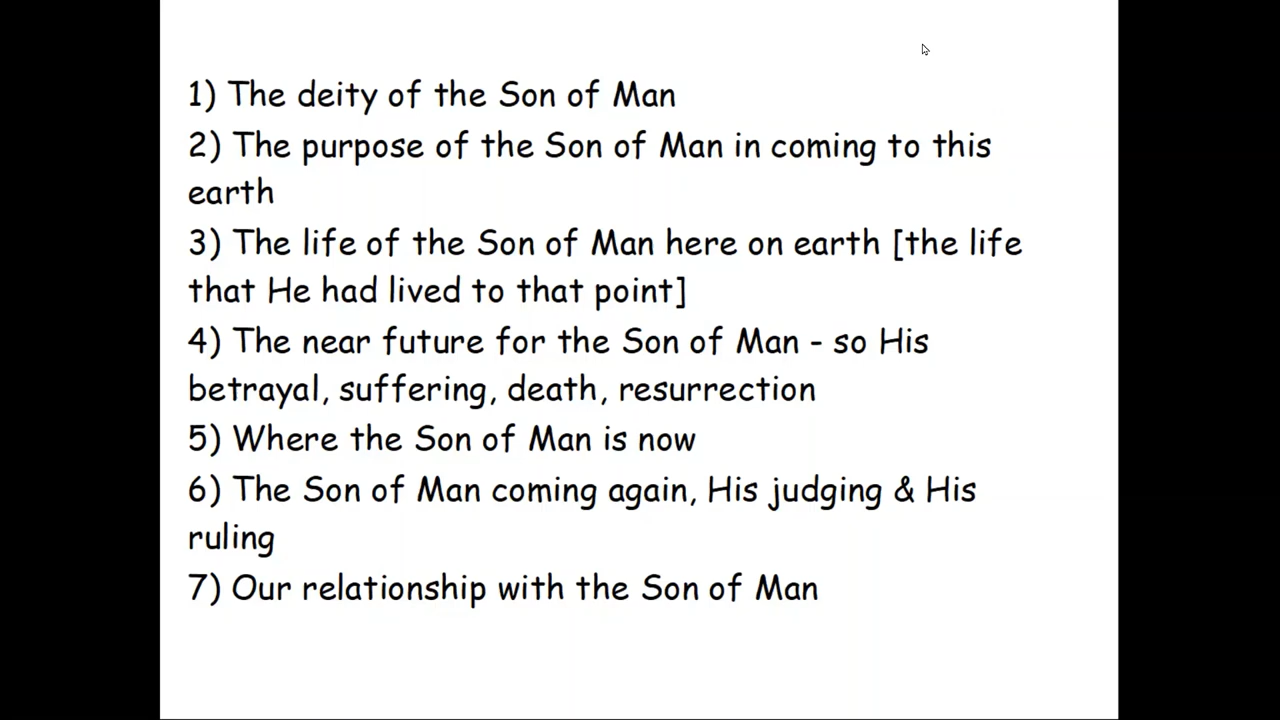 1) The deity of the Son of Man
2) The purpose of the Son of Man in coming to this
earth
3) The life of the Son of Man here on earth [the life
that He had lived to that point]
4) The near future for the Son of Man - so His
betrayal, suffering, death, resurrection
5) Where the Son of Man is now
6) The Son of Man coming again, His judging & His
ruling
7) Our relationship with the Son of Man